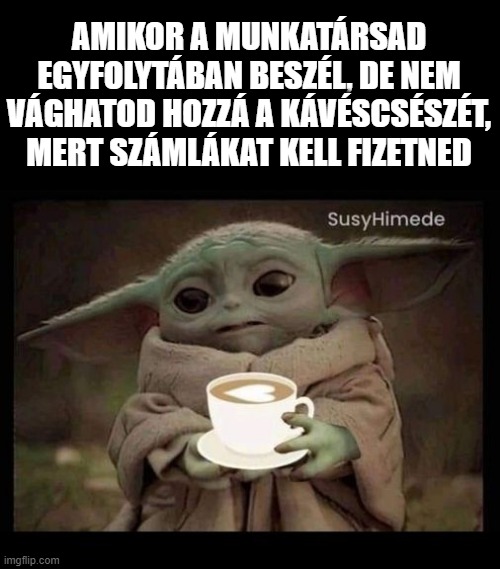 AMIKOR A MUNKATÁRSAD
EGYFOLYTÁBAN BESZÉL, DE NEM
VÁGHATOD HOZZÁ A KÁVÉSCSÉSZÉT,
MERT SZÁMLÁKAT KELL FIZETNED
SusyHimede
imgflip.com